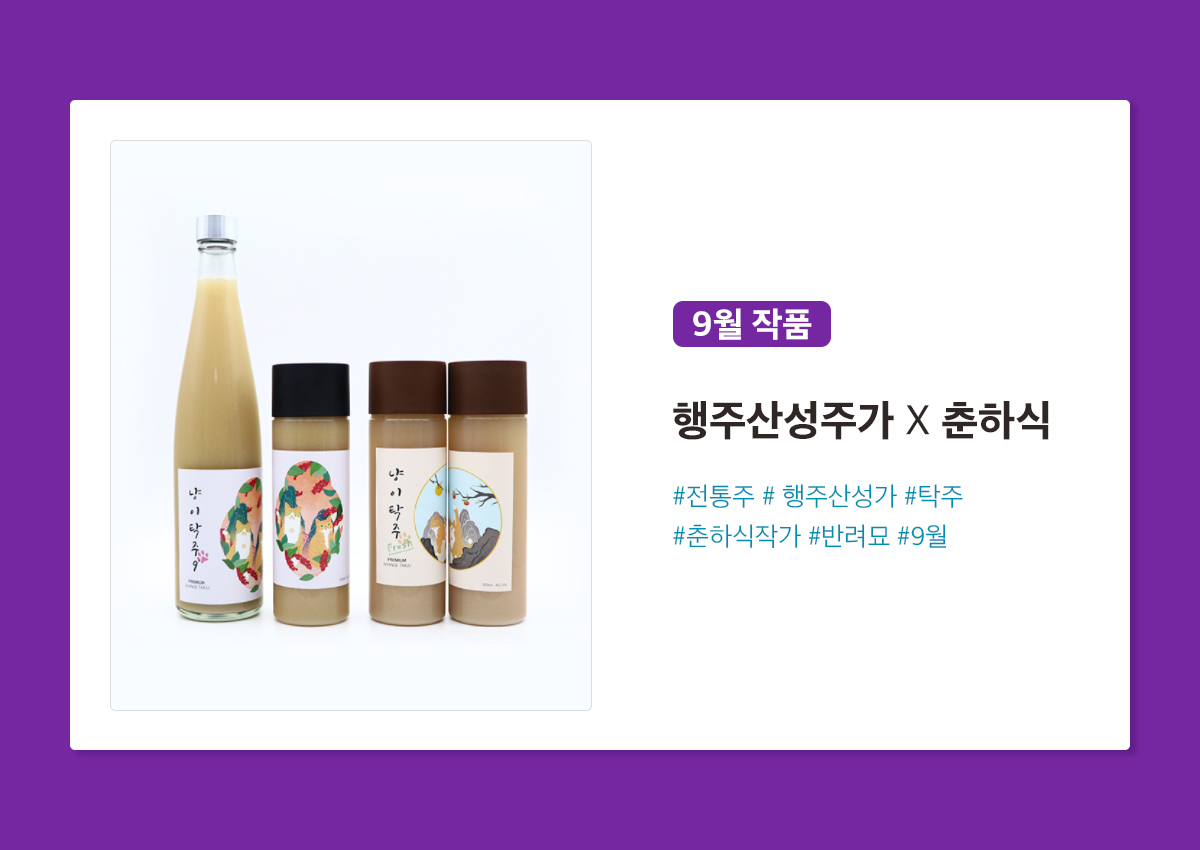 9월 작품
행주산성주가 X 춘하식
#전통주 # 행주산성가 #탁주
#춘하식작가 #반려묘 #9월
냥이탁주9
PREMIUM
냥이탁주
Fresh
PREMIUM